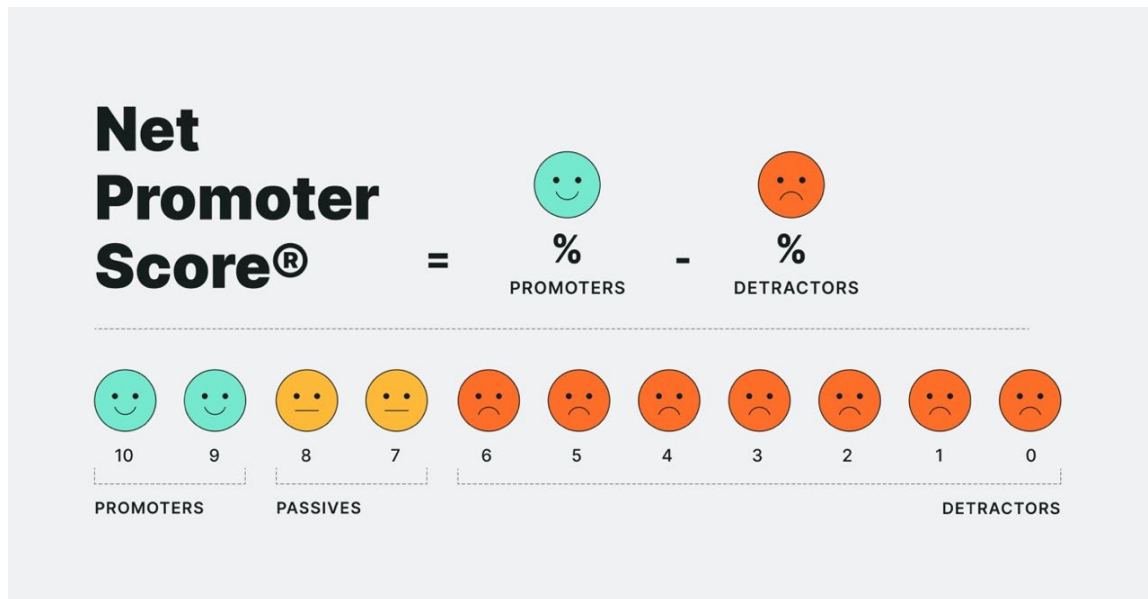 Net
Promoter
Score®
=
%
PROMOTERS
-
%
DETRACTORS
10 9 8 7 6 5 4 3 2 1 0
PROMOTERS PASSIVES DETRACTORS